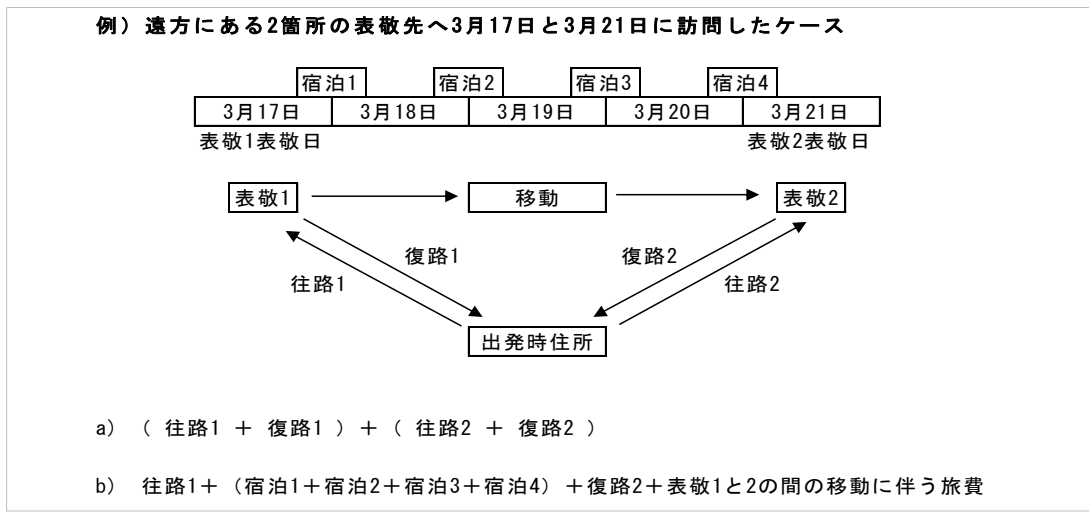 例）遠方にある2箇所の表敬先へ3月17日と3月21日に訪問したケース
宿泊1 宿泊2 宿泊3 宿泊4
3月17日 3月18日 3月19日 3月20日 3月21日
表敬1表敬日 表敬2表敬日
表敬1 移動 表敬2
復路1 復路2
往路1 往路2
出発時住所
a） （ 往路1 ＋ 復路1 ）＋（ 往路2 ＋ 復路2 ）
b） 往路1＋（宿泊1＋宿泊2＋宿泊3＋宿泊4）＋復路2＋表敬1と2の間の移動に伴う旅費